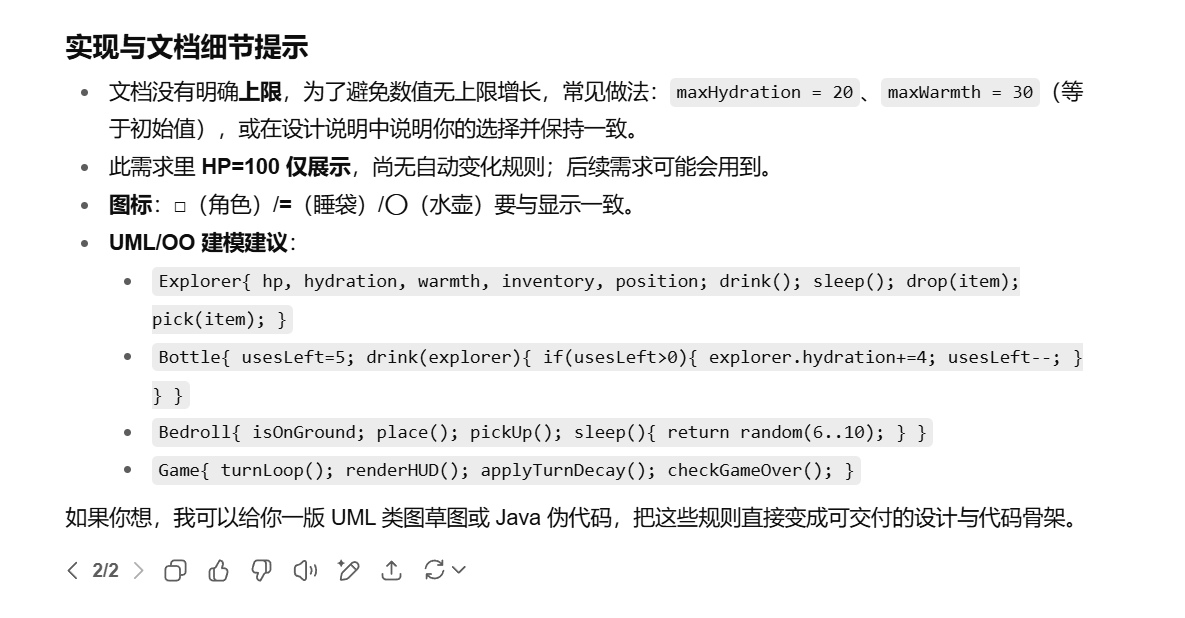 实现与文档细节提示
• 文档没有明确上限，为了避免数值无上限增长，常见做法： maxHydration = 20 、 maxWarmth = 30 （等
于初始值），或在设计说明中说明你的选择并保持一致。
• 此需求里 HP=100 仅展示，尚无自动变化规则；后续需求可能会用到。
• 图标：□（角色）/=（睡袋）/◯（水壶）要与显示一致。
• UML/OO 建模建议：
• Explorer{ hp, hydration, warmth, inventory, position; drink(); sleep(); drop(item);
pick(item); }
• Bottle{ usesLeft=5; drink(explorer){ if(usesLeft>0){ explorer.hydration+=4; usesLeft--; }
} }
• Bedroll{ isOnGround; place(); pickUp(); sleep(){ return random(6..10); } }
• Game{ turnLoop(); renderHUD(); applyTurnDecay(); checkGameOver(); }
如果你想，我可以给你一版 UML 类图草图或 Java 伪代码，把这些规则直接变成可交付的设计与代码骨架。
2/2